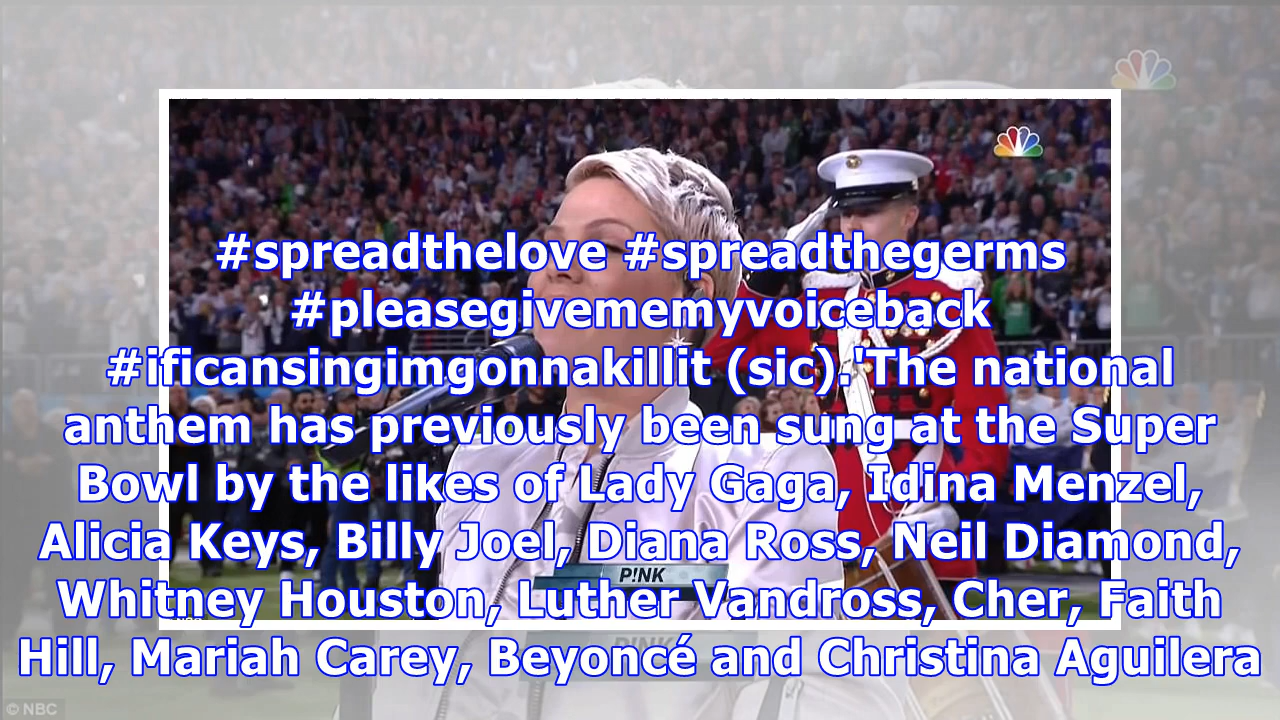 #spreadthelove #spreadthegerms
#pleasegivememyvoiceback
#ificansingimgonnakillit (sic).'The national
anthem has previously been sung at the Super
Bowl by the likes of Lady Gaga, Idina Menzel,
Alicia Keys, Billy Joel, Diana Ross, Neil Diamond,
P!NK
Whitney Houston, Luther Vandross, Cher, Faith
P!NK
Hill, Mariah Carey, Beyoncé and Christina Aguilera
© NBC